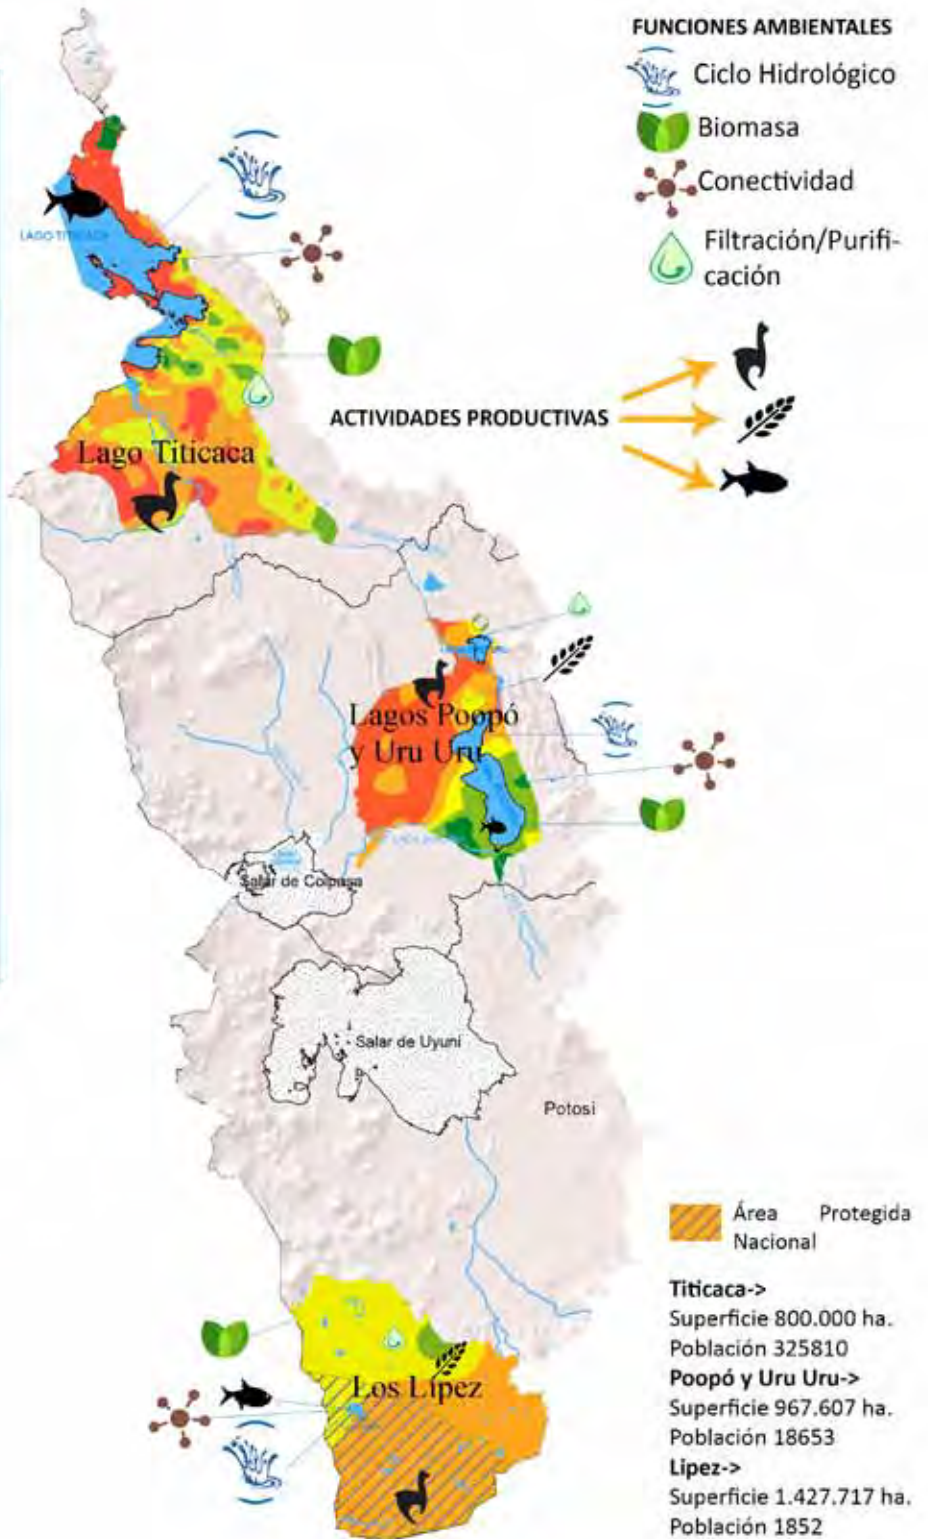 FUNCIONES AMBIENTALES
Ciclo Hidrológico
Biomasa
Conectividad
Filtración/Purifi-
cación
LAGO TITICACA
ACTIVIDADES PRODUCTIVAS
Lago Titicaca
Lagos Poopó
y Uru Uru
Salar de Coipasa
Salar de Uyuni
Potosi
Área Protegida
Nacional
Titicaca->
Superficie 800.000 ha.
Población 325810
Poopó y Uru Uru->
Superficie 967.607 ha.
Población 18653
Lipez->
Superficie 1.427.717 ha.
Población 1852
Los Lipez